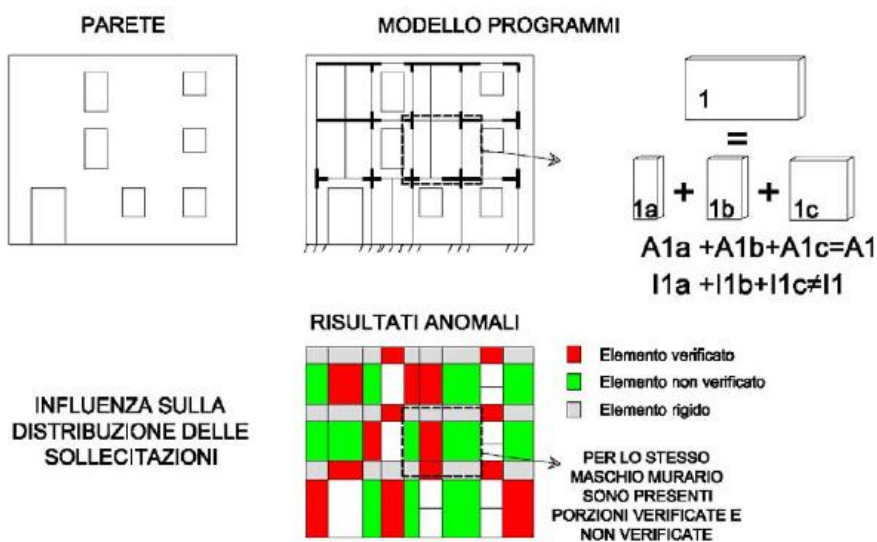 PARETE
MODELLO PROGRAMMI
1
=
1a + 1b + 1c
A1a +A1b+A1c=A1
I1a +I1b+I1c≠I1
RISULTATI ANOMALI
INFLUENZA SULLA
DISTRIBUZIONE DELLE
SOLLECITAZIONI
Elemento verificato
Elemento non verificato
Elemento rigido
PER LO STESSO
MASCHIO MURARIO
SONO PRESENTI
PORZIONI VERIFICATE E
NON VERIFICATE